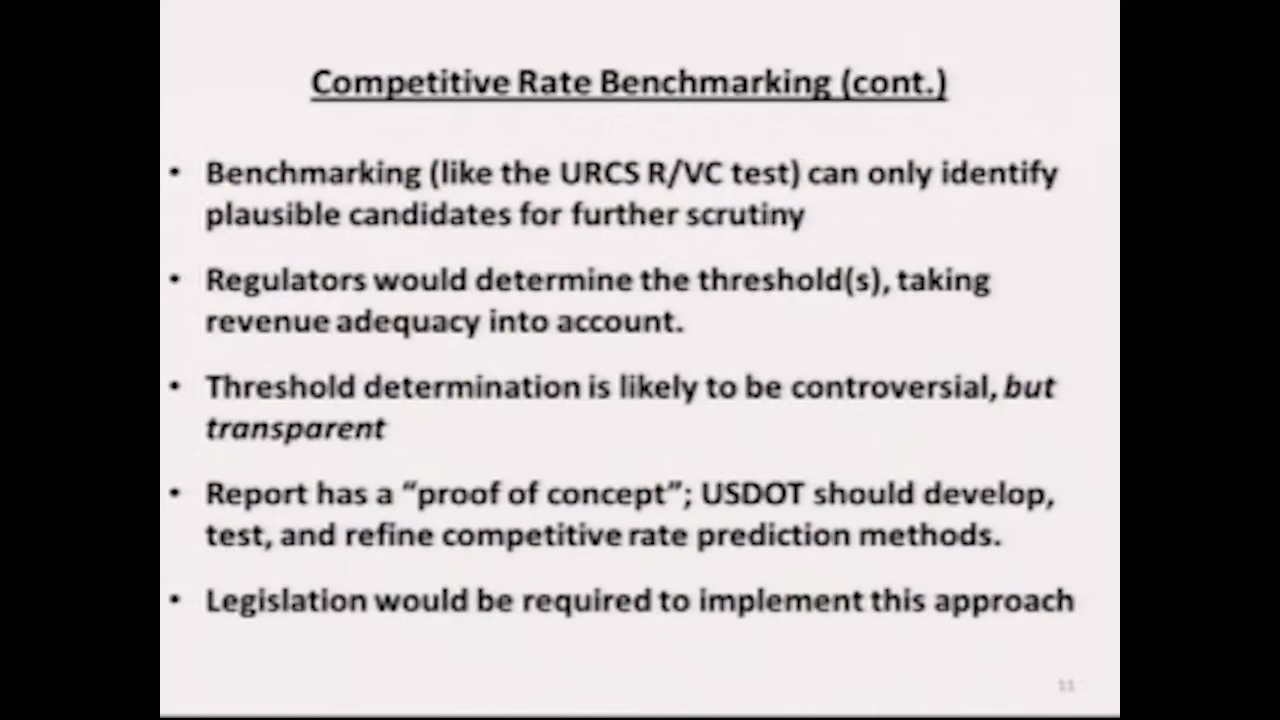 Competitive Rate Benchmarking (cont.)
• Benchmarking (like the URCS R/VC test) can only identify
plausible candidates for further scrutiny
• Regulators would determine the threshold(s), taking
revenue adequacy into account.
• Threshold determination is likely to be controversial, but
transparent
• Report has a “proof of concept”; USDOT should develop,
test, and refine competitive rate prediction methods.
• Legislation would be required to implement this approach
11